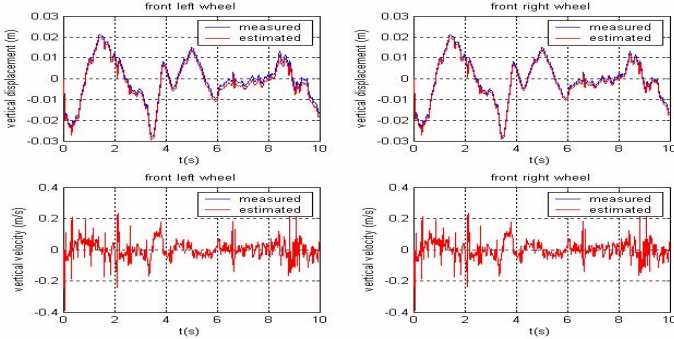 front left wheel
front right wheel
0.03
0.02
0.01
0
-0.01
-0.02
-0.03
vertical displacement (m)
measured
estimated
0 2 4 6 8 10
t(s)
0.03
0.02
0.01
0
-0.01
-0.02
-0.03
vertical displacement (m)
measured
estimated
0 2 4 6 8 10
t(s)
front left wheel
front right wheel
0.4
0.2
0
-0.2
-0.4
vertical velocity (m/s)
measured
estimated
0 2 4 6 8 10
t(s)
0.4
0.2
0
-0.2
-0.4
vertical velocity (m/s)
measured
estimated
0 2 4 6 8 10
t(s)